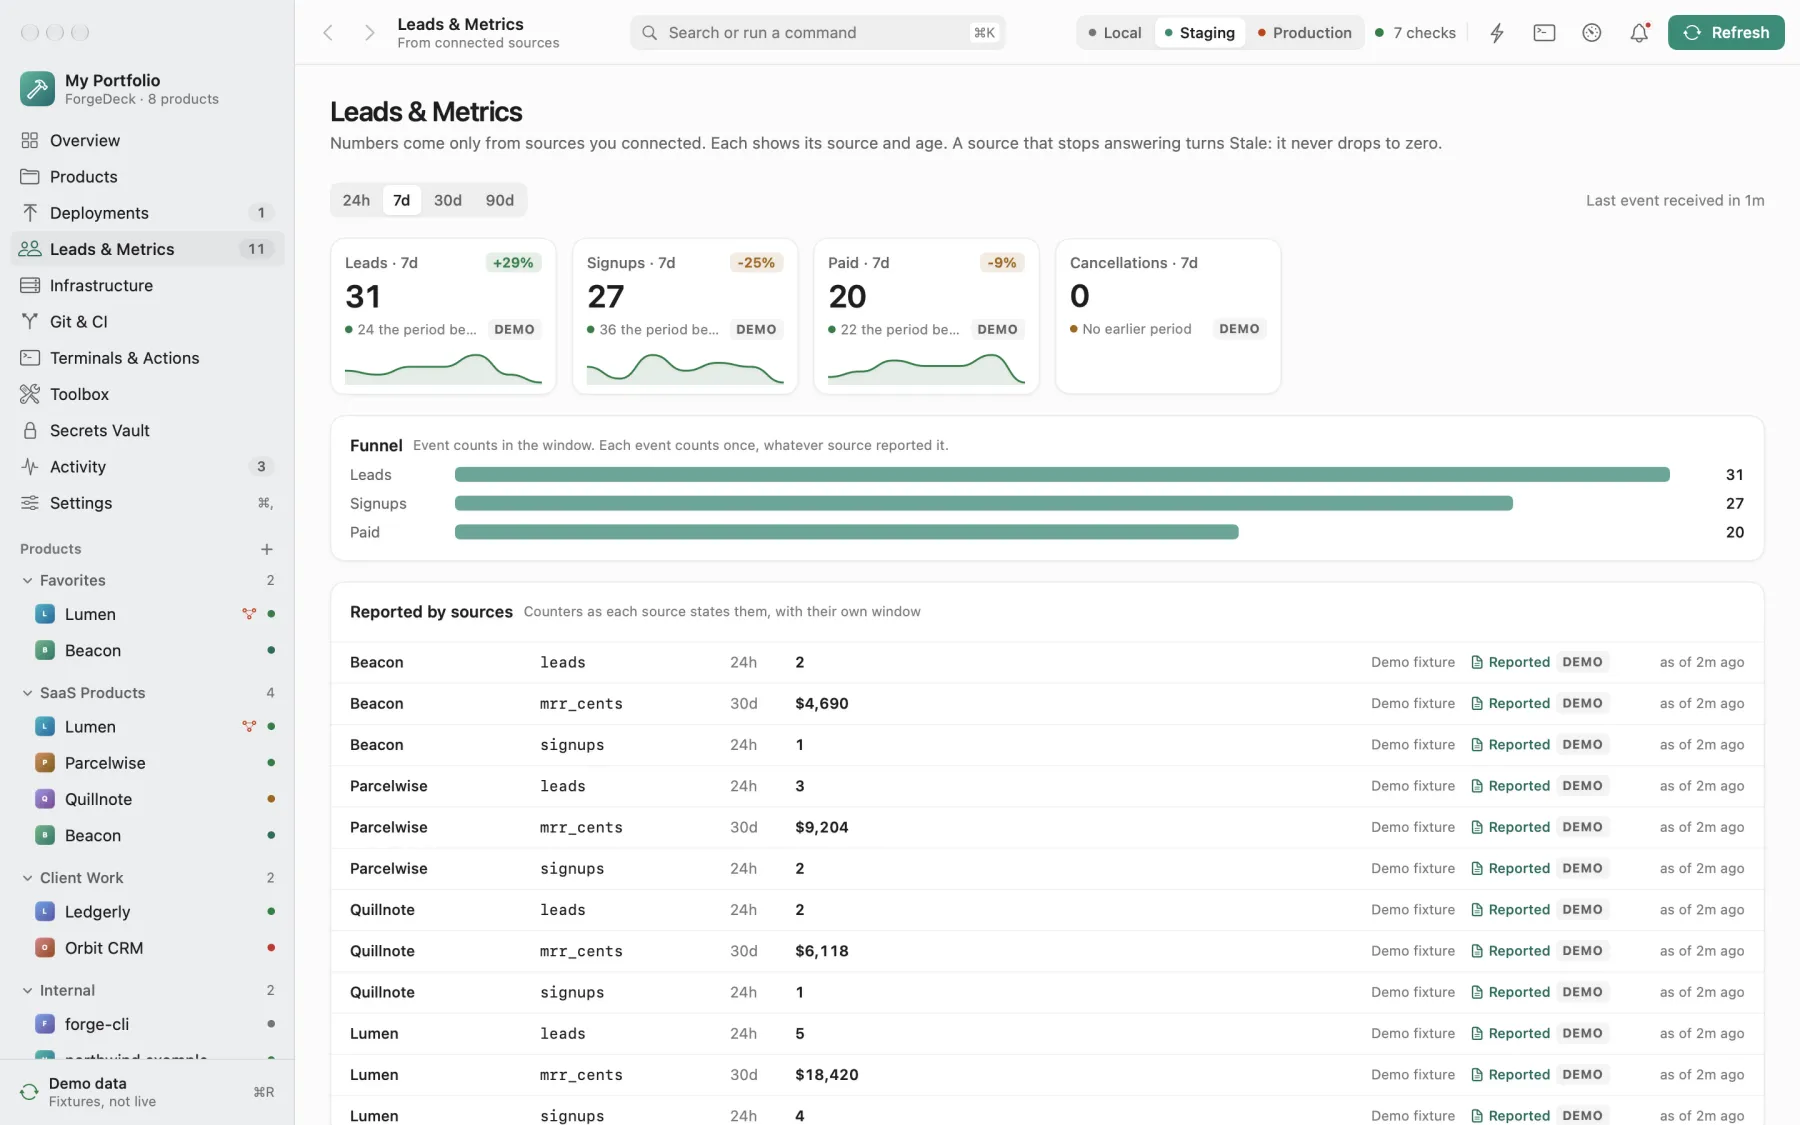 My Portfolio
ForgeDeck · 8 products
Overview
Products
Deployments 1
Leads & Metrics 11
Infrastructure
Git & CI
Terminals & Actions
Toolbox
Secrets Vault
Activity 3
Settings ⌘,
Products +
Favorites 2
L Lumen
B Beacon
SaaS Products 4
L Lumen
P Parcelwise
Q Quillnote
B Beacon
Client Work 2
L Ledgerly
O Orbit CRM
Internal 2
F forge-cli
Demo data
Fixtures, not live
⌘R
Leads & Metrics
From connected sources
Search or run a command ⌘K
Local Staging Production 7 checks
Refresh
Leads & Metrics
Numbers come only from sources you connected. Each shows its source and age. A source that stops answering turns Stale: it never drops to zero.
24h 7d 30d 90d
Last event received in 1m
Leads · 7d +29%
31
24 the period be... DEMO
Signups · 7d -25%
27
36 the period be... DEMO
Paid · 7d -9%
20
22 the period be... DEMO
Cancellations · 7d
0
No earlier period DEMO
Funnel Event counts in the window. Each event counts once, whatever source reported it.
Leads 31
Signups 27
Paid 20
Reported by sources Counters as each source states them, with their own window
Beacon leads 24h 2 Demo fixture Reported DEMO as of 2m ago
Beacon mrr_cents 30d $4,690 Demo fixture Reported DEMO as of 2m ago
Beacon signups 24h 1 Demo fixture Reported DEMO as of 2m ago
Parcelwise leads 24h 3 Demo fixture Reported DEMO as of 2m ago
Parcelwise mrr_cents 30d $9,204 Demo fixture Reported DEMO as of 2m ago
Parcelwise signups 24h 2 Demo fixture Reported DEMO as of 2m ago
Quillnote leads 24h 2 Demo fixture Reported DEMO as of 2m ago
Quillnote mrr_cents 30d $6,118 Demo fixture Reported DEMO as of 2m ago
Quillnote signups 24h 1 Demo fixture Reported DEMO as of 2m ago
Lumen leads 24h 5 Demo fixture Reported DEMO as of 2m ago
Lumen mrr_cents 30d $18,420 Demo fixture Reported DEMO as of 2m ago
Lumen signups 24h 4 Demo fixture Reported DEMO as of 2m ago